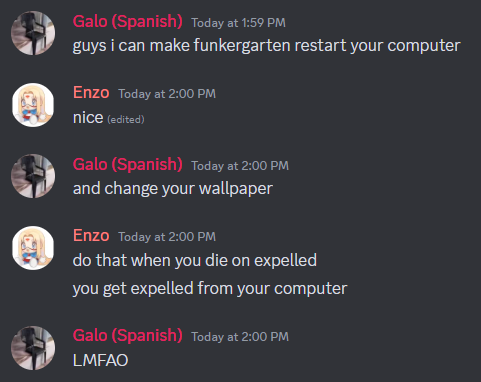 Galo (Spanish) Today at 1:59 PM
guys i can make funkergarten restart your computer
Enzo Today at 2:00 PM
nice (edited)
Galo (Spanish) Today at 2:00 PM
and change your wallpaper
Enzo Today at 2:00 PM
do that when you die on expelled
you get expelled from your computer
Galo (Spanish) Today at 2:00 PM
LMFAO